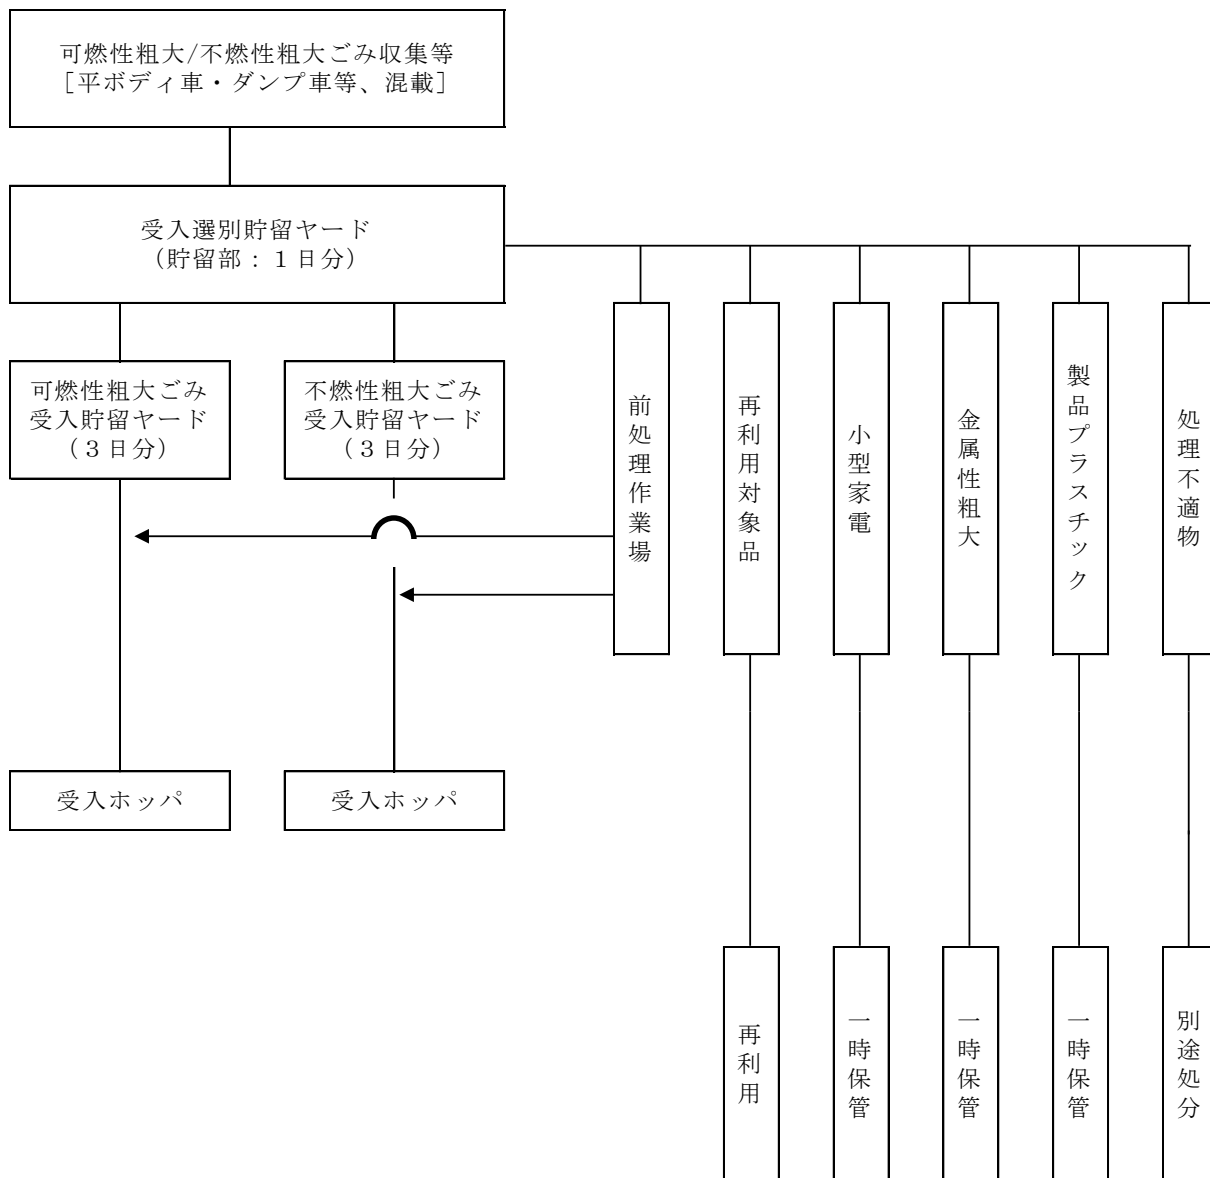 可燃性粗大/不燃性粗大ごみ収集等
［平ボディ車・ダンプ車等、混載］
受入選別貯留ヤード
（貯留部：１日分）
可燃性粗大ごみ
受入貯留ヤード
（３日分）
不燃性粗大ごみ
受入貯留ヤード
（３日分）
前処理作業場
再利用対象品
小型家電
金属性粗大
製品プラスチック
処理不適物
受入ホッパ
受入ホッパ
再利用
一時保管
一時保管
一時保管
別途処分